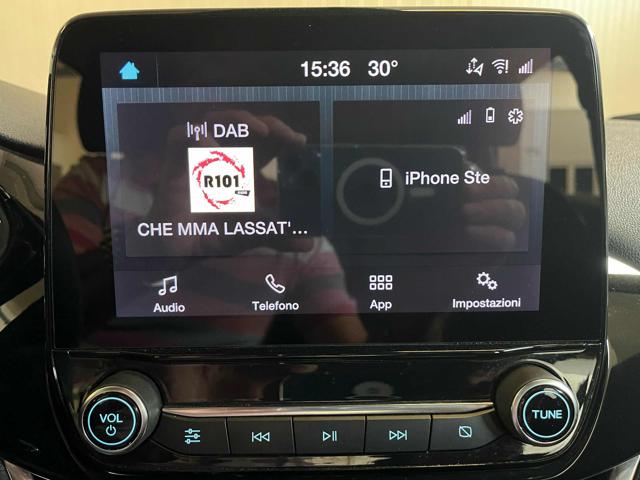 15:36 30°
DAB
R101
CHE MMA LASSAT'...
iPhone Ste
Audio Telefono App Impostazioni
VOL
TUNE